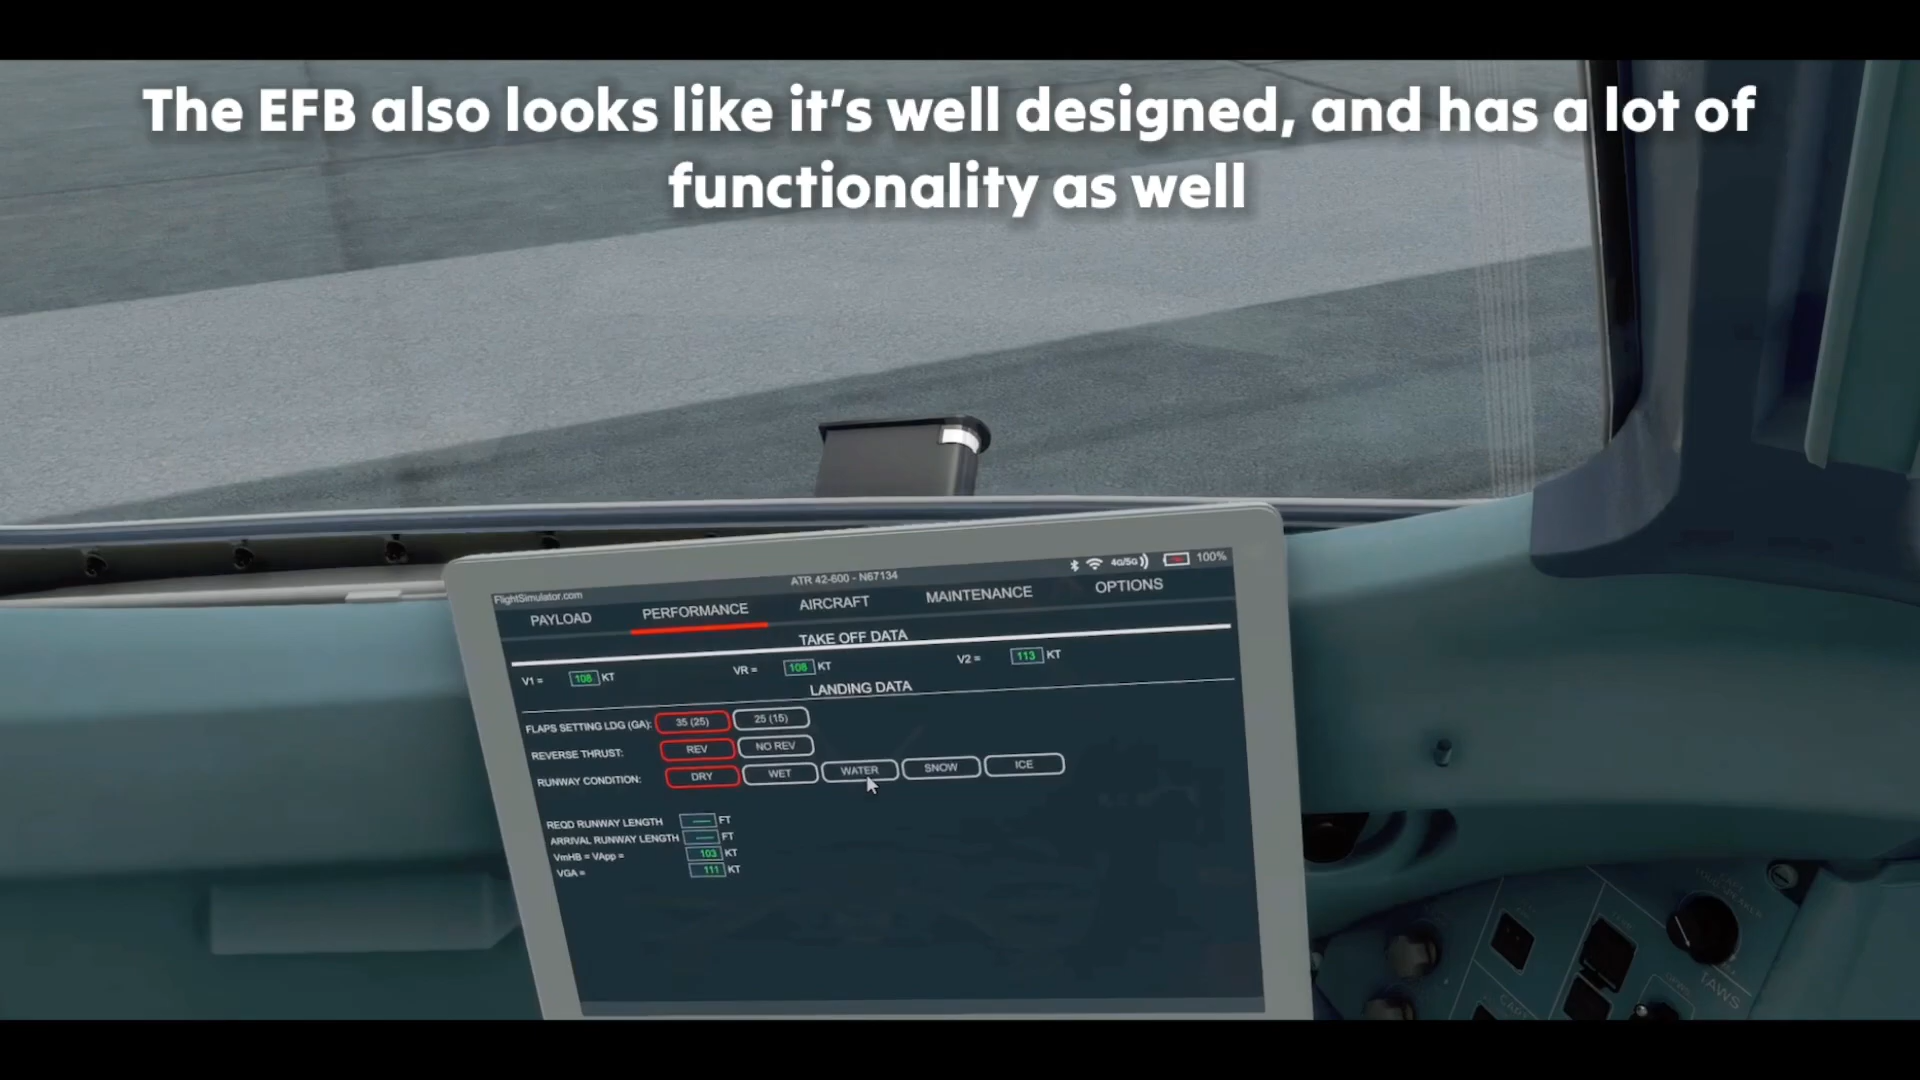 The EFB also looks like it's well designed, and has a lot of
functionality as well
ATR 42-600 - N67134
4G/5G 100%
FlightSimulator.com
PAYLOAD PERFORMANCE AIRCRAFT MAINTENANCE OPTIONS
TAKE OFF DATA
V1 = 108 KT VR = 108 KT V2 = 113 KT
LANDING DATA
FLAPS SETTING LDG (GA): 35 (25) 25 (15)
REVERSE THRUST: REV NO REV
RUNWAY CONDITION: DRY WET WATER SNOW ICE
REQD RUNWAY LENGTH ---- FT
ARRIVAL RUNWAY LENGTH ---- FT
VmHB = VApp = 103 KT
VGA = 111 KT
TAWS